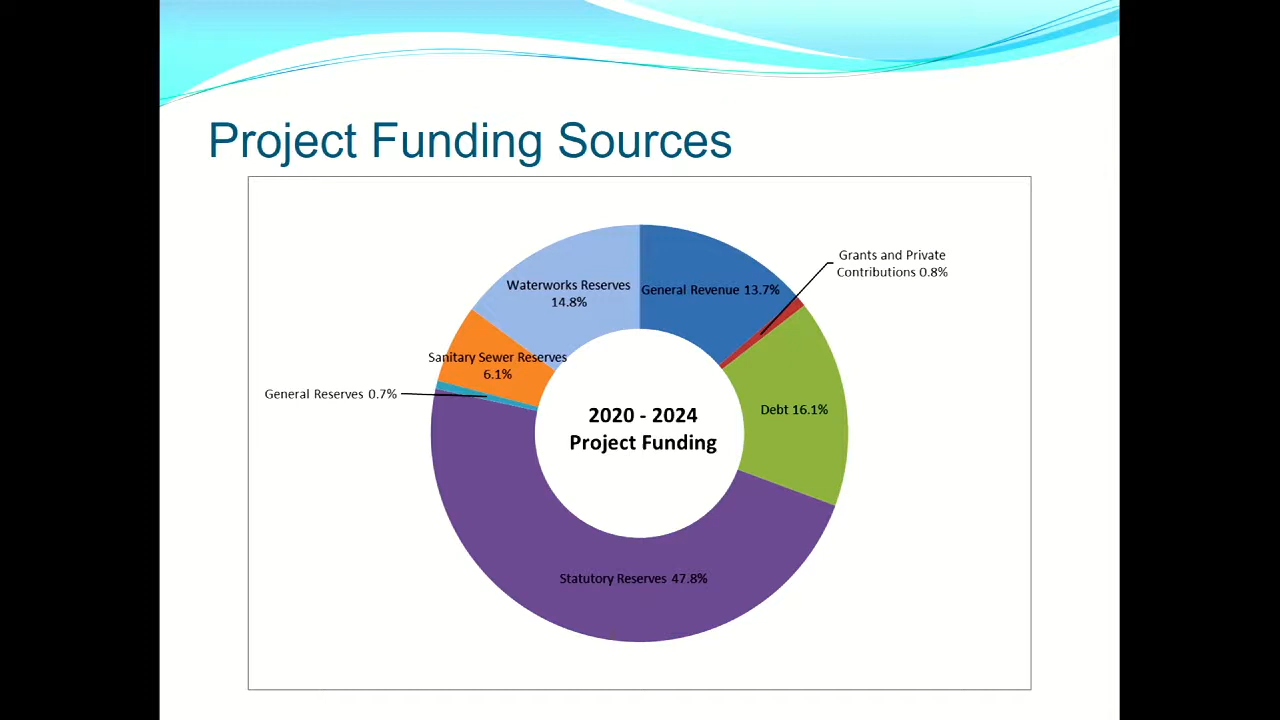 Project Funding Sources
Grants and Private
Contributions 0.8%
Waterworks Reserves
14.8%
General Revenue 13.7%
Sanitary Sewer Reserves
6.1%
General Reserves 0.7%
Debt 16.1%
2020 - 2024
Project Funding
Statutory Reserves 47.8%